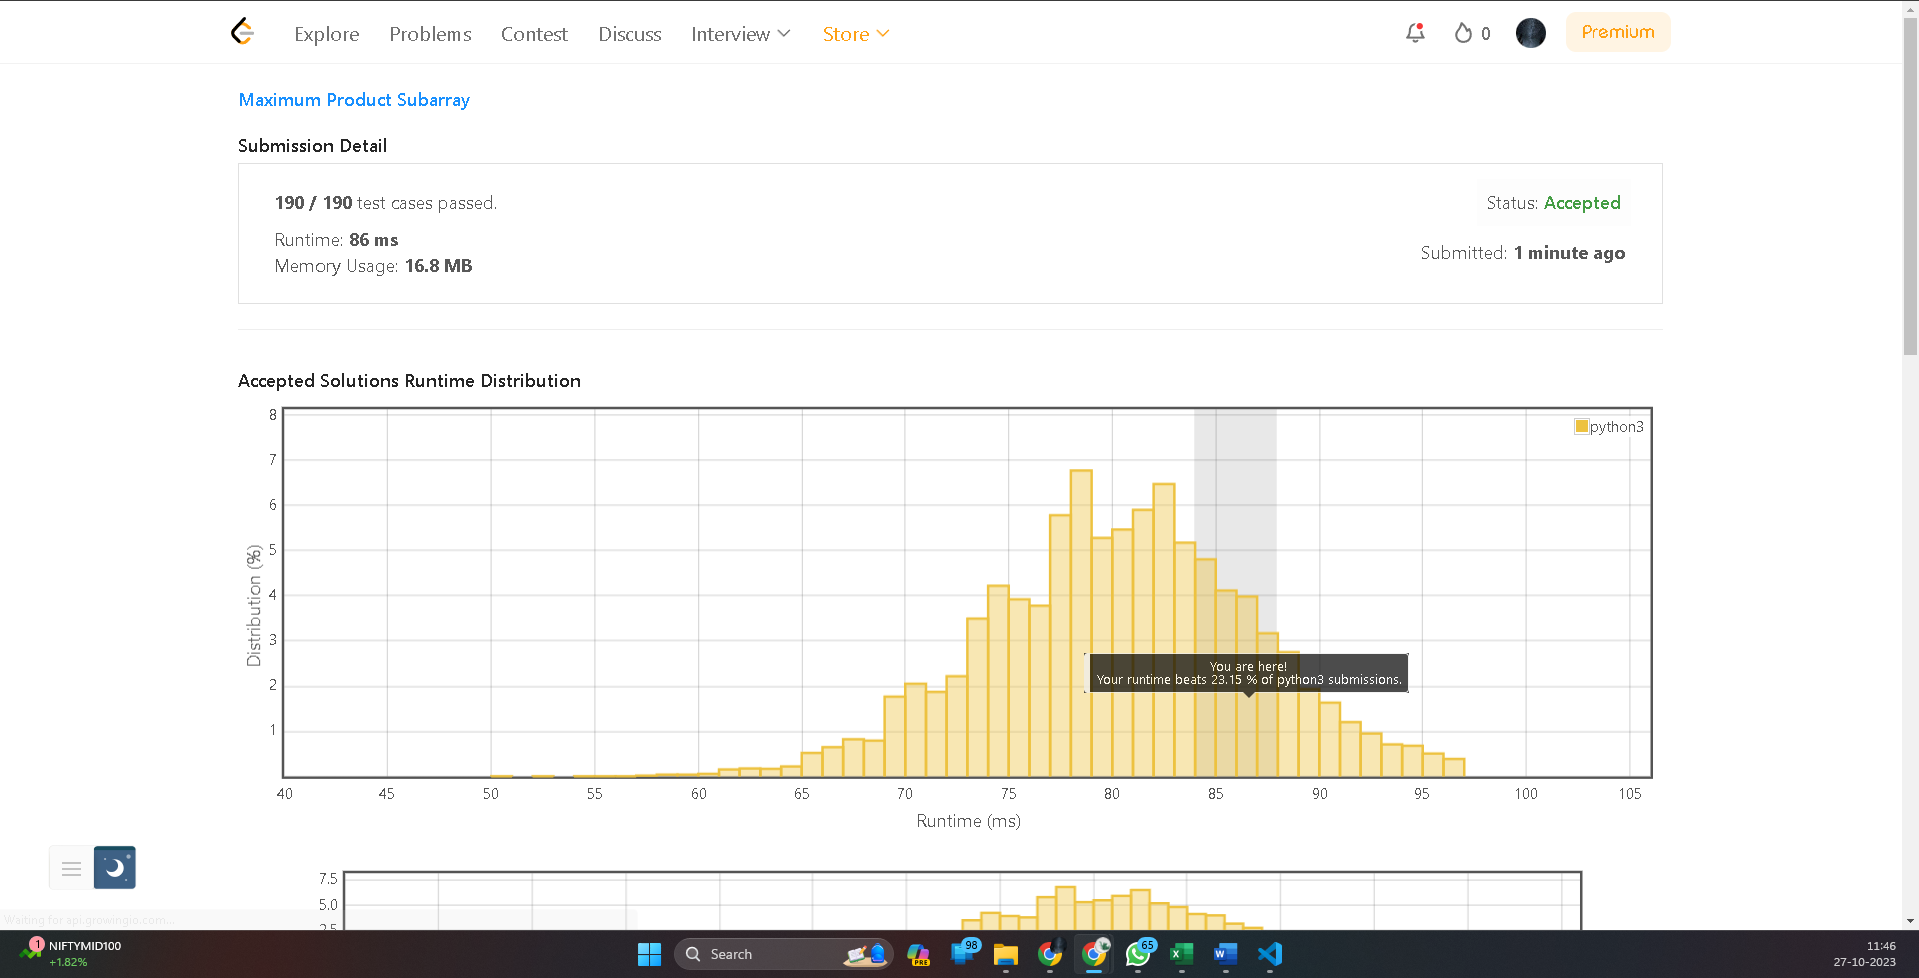 Explore Problems Contest Discuss Interview Store 0 Premium
Maximum Product Subarray
Submission Detail
190 / 190 test cases passed.
Status: Accepted
Runtime: 86 ms
Submitted: 1 minute ago
Memory Usage: 16.8 MB
Accepted Solutions Runtime Distribution
8
python3
7
6
5
4
3
2
1
Distribution (%)
You are here!
Your runtime beats 23.15 % of python3 submissions.
40 45 50 55 60 65 70 75 80 85 90 95 100 105
Runtime (ms)
7.5
5.0
2.5
Waiting for api.growingio.com...
1 NIFTYMID100
+1.82%
Search
PRE
98
65
11:46
27-10-2023